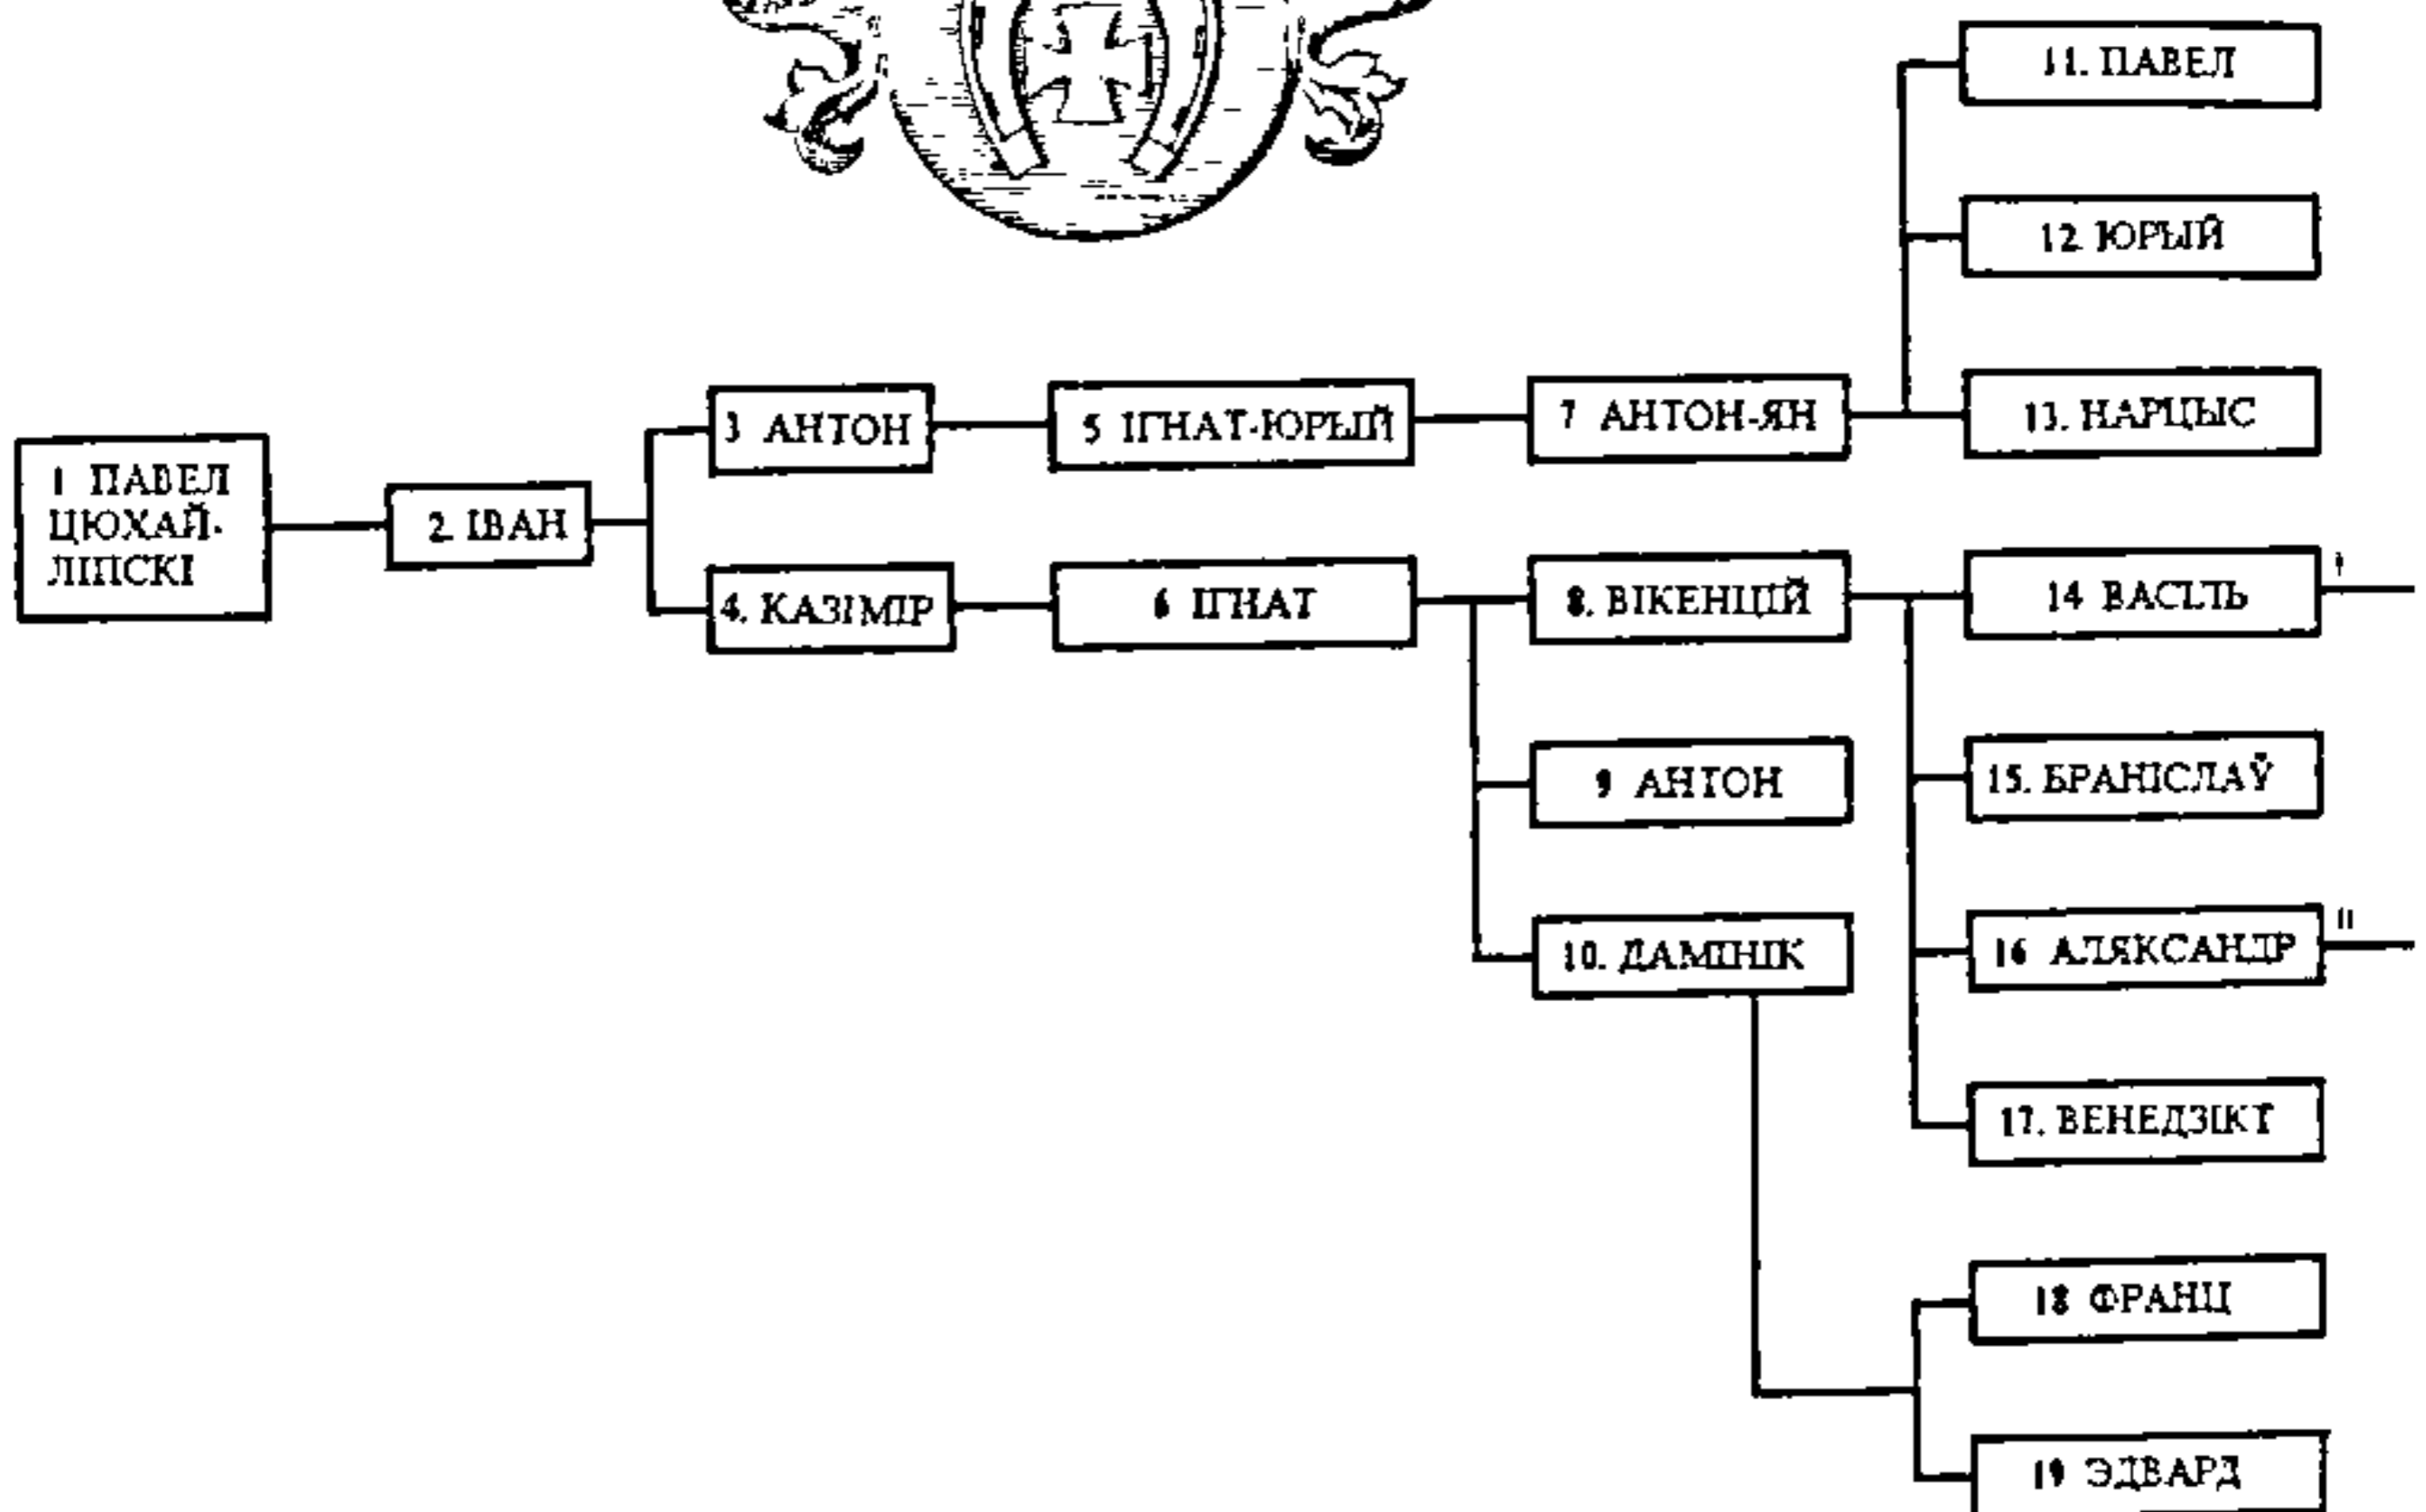 11. ПАВЕЛ
12. ЮРЫЙ
3 АНТОН
5 ІГНАТ-ЮРЫЙ
7 АНТОН-ЯН
13. НАРЦЫС
1 ПАВЕЛ
ЦЮХАЙ-
ЛІПСКІ
2. ІВАН
4. КАЗІМІР
6 ІГНАТ
8. ВІКЕНЦІЙ
14 ВАСІЛЬ
I
9 АНТОН
15. БРАНІСЛАЎ
10. ДАМІНІК
16 АЛЯКСАНДР
II
17. ВЕНЕДЗІКТ
18 ФРАНЦ
19 ЭДВАРД